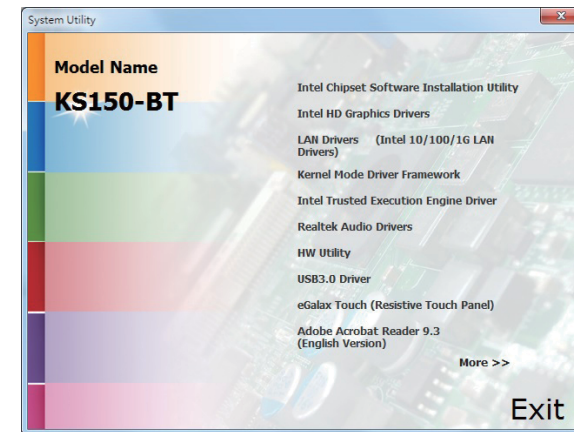 System Utility
Model Name
KS150-BT
Intel Chipset Software Installation Utility
Intel HD Graphics Drivers
LAN Drivers (Intel 10/100/1G LAN
Drivers)
Kernel Mode Driver Framework
Intel Trusted Execution Engine Driver
Realtek Audio Drivers
HW Utility
USB3.0 Driver
eGalax Touch (Resistive Touch Panel)
Adobe Acrobat Reader 9.3
(English Version)
More >>
Exit